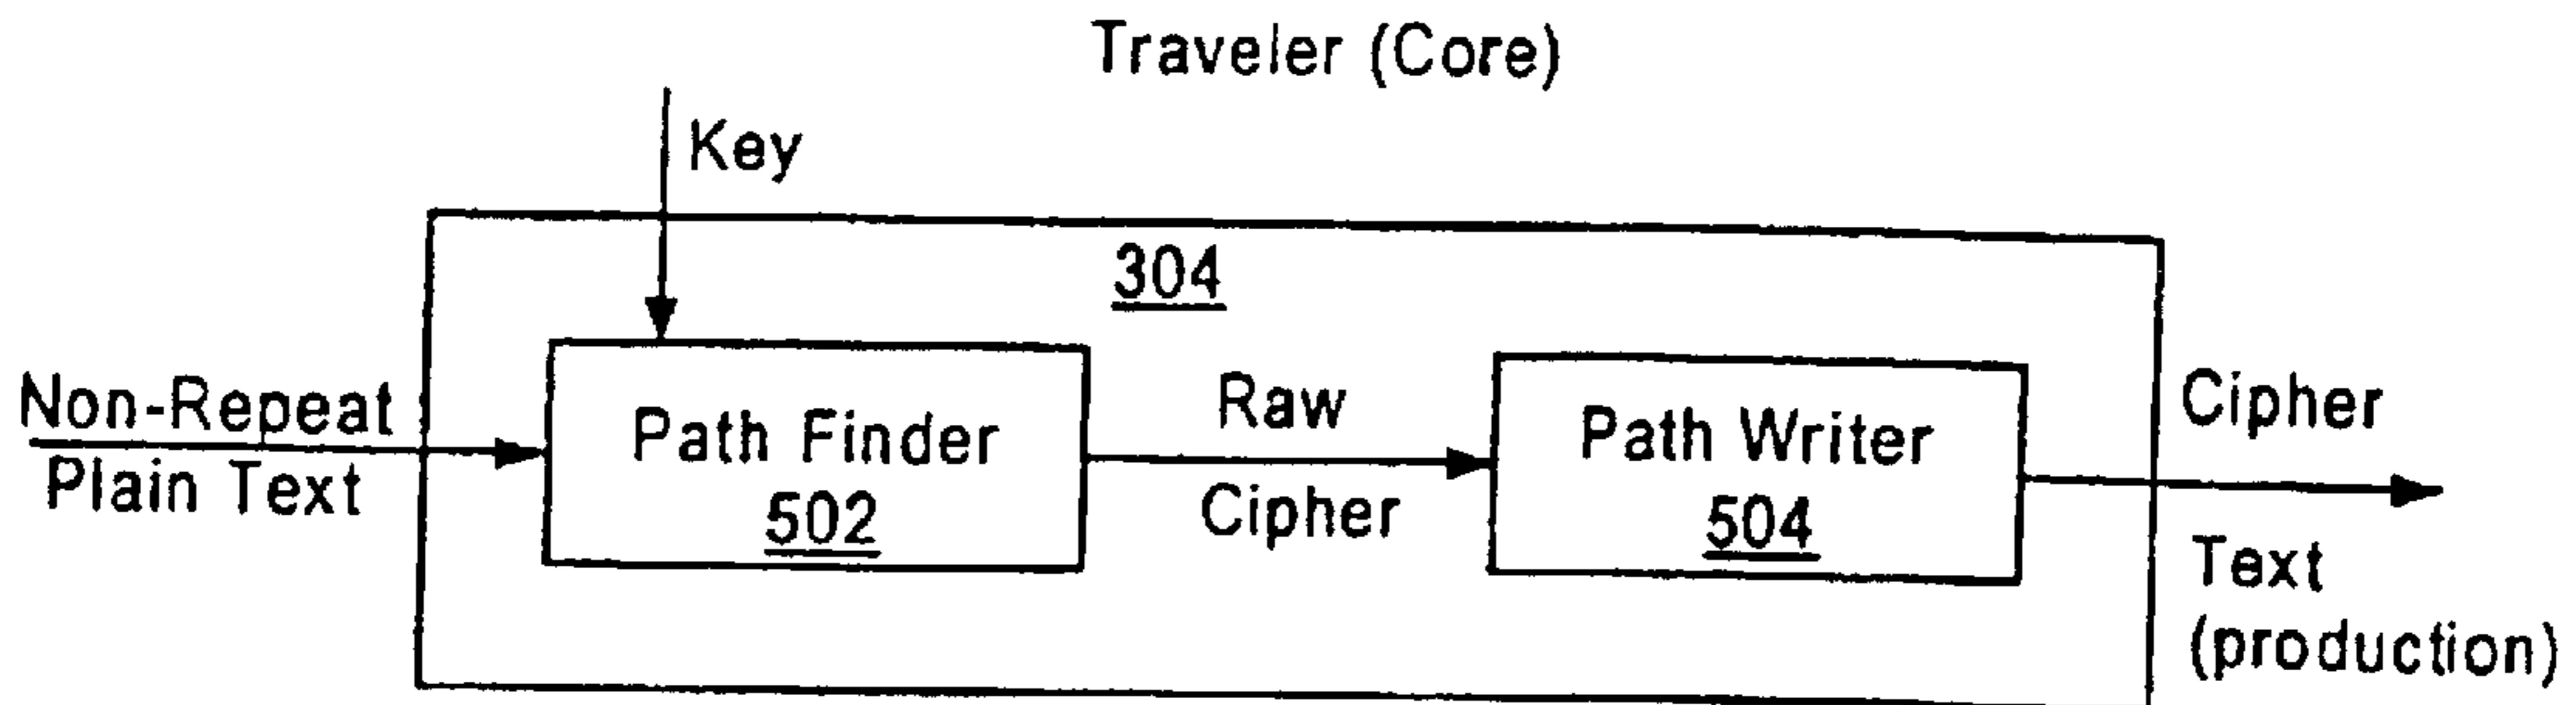 Traveler (Core)
Key
304
Non-Repeat
Plain Text
Path Finder
502
Raw
Cipher
Path Writer
504
Cipher
Text
(production)